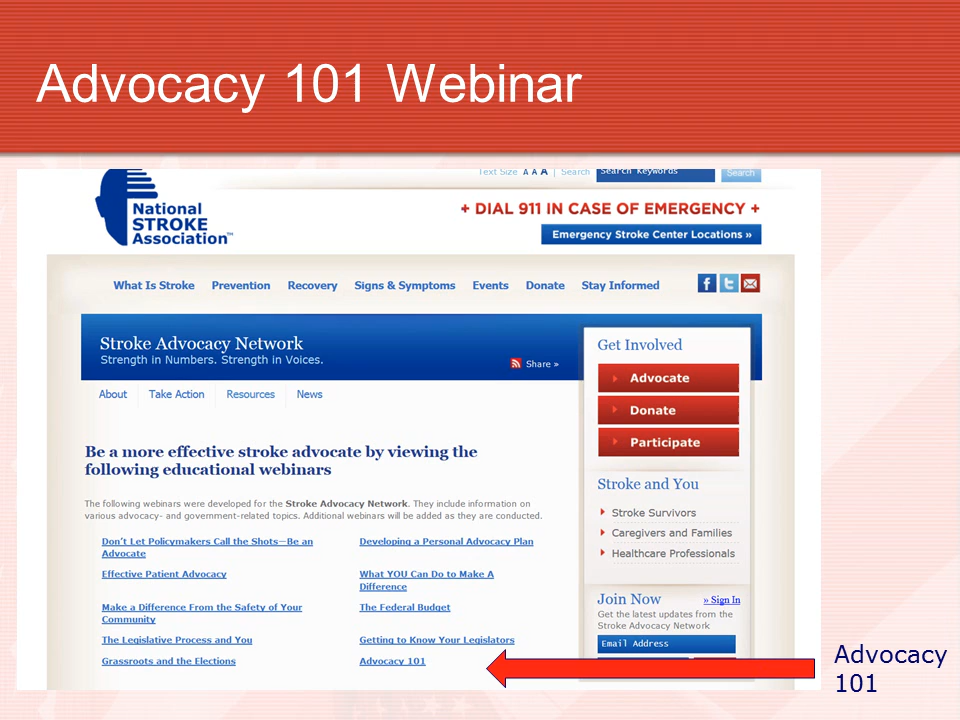 Advocacy 101 Webinar
Text Size A A A | Search Search Keywords Search
National
STROKE
Association™
+ DIAL 911 IN CASE OF EMERGENCY +
Emergency Stroke Center Locations »
What Is Stroke Prevention Recovery Signs & Symptoms Events Donate Stay Informed
Stroke Advocacy Network
Strength in Numbers. Strength in Voices.
Share »
About Take Action Resources News
Be a more effective stroke advocate by viewing the
following educational webinars
The following webinars were developed for the Stroke Advocacy Network. They include information on
various advocacy- and government-related topics. Additional webinars will be added as they are conducted.
Don't Let Policymakers Call the Shots—Be an
Advocate
Developing a Personal Advocacy Plan
Effective Patient Advocacy
What YOU Can Do to Make A
Difference
Make a Difference From the Safety of Your
Community
The Federal Budget
The Legislative Process and You
Getting to Know Your Legislators
Grassroots and the Elections
Advocacy 101
Get Involved
Advocate
Donate
Participate
Stroke and You
Stroke Survivors
Caregivers and Families
Healthcare Professionals
Join Now » Sign In
Get the latest updates from the
Stroke Advocacy Network
Email Address
Advocacy
101